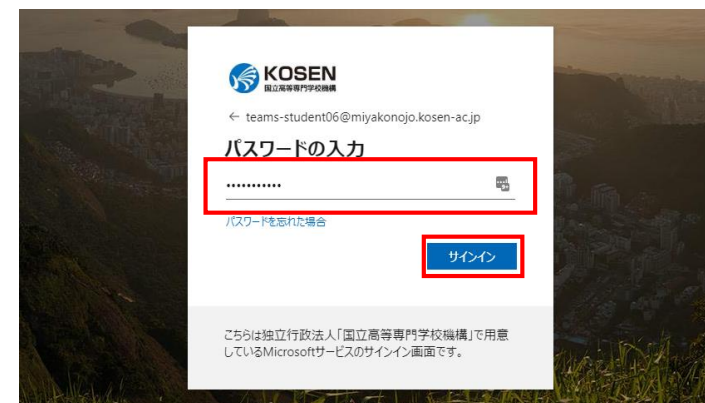 KOSEN
国立高等専門学校機構
← teams-student06@miyakonojo.kosen-ac.jp
パスワードの入力
•••••••••••
パスワードを忘れた場合
サインイン
こちらは独立行政法人「国立高等専門学校機構」で用意
しているMicrosoftサービスのサインイン画面です。